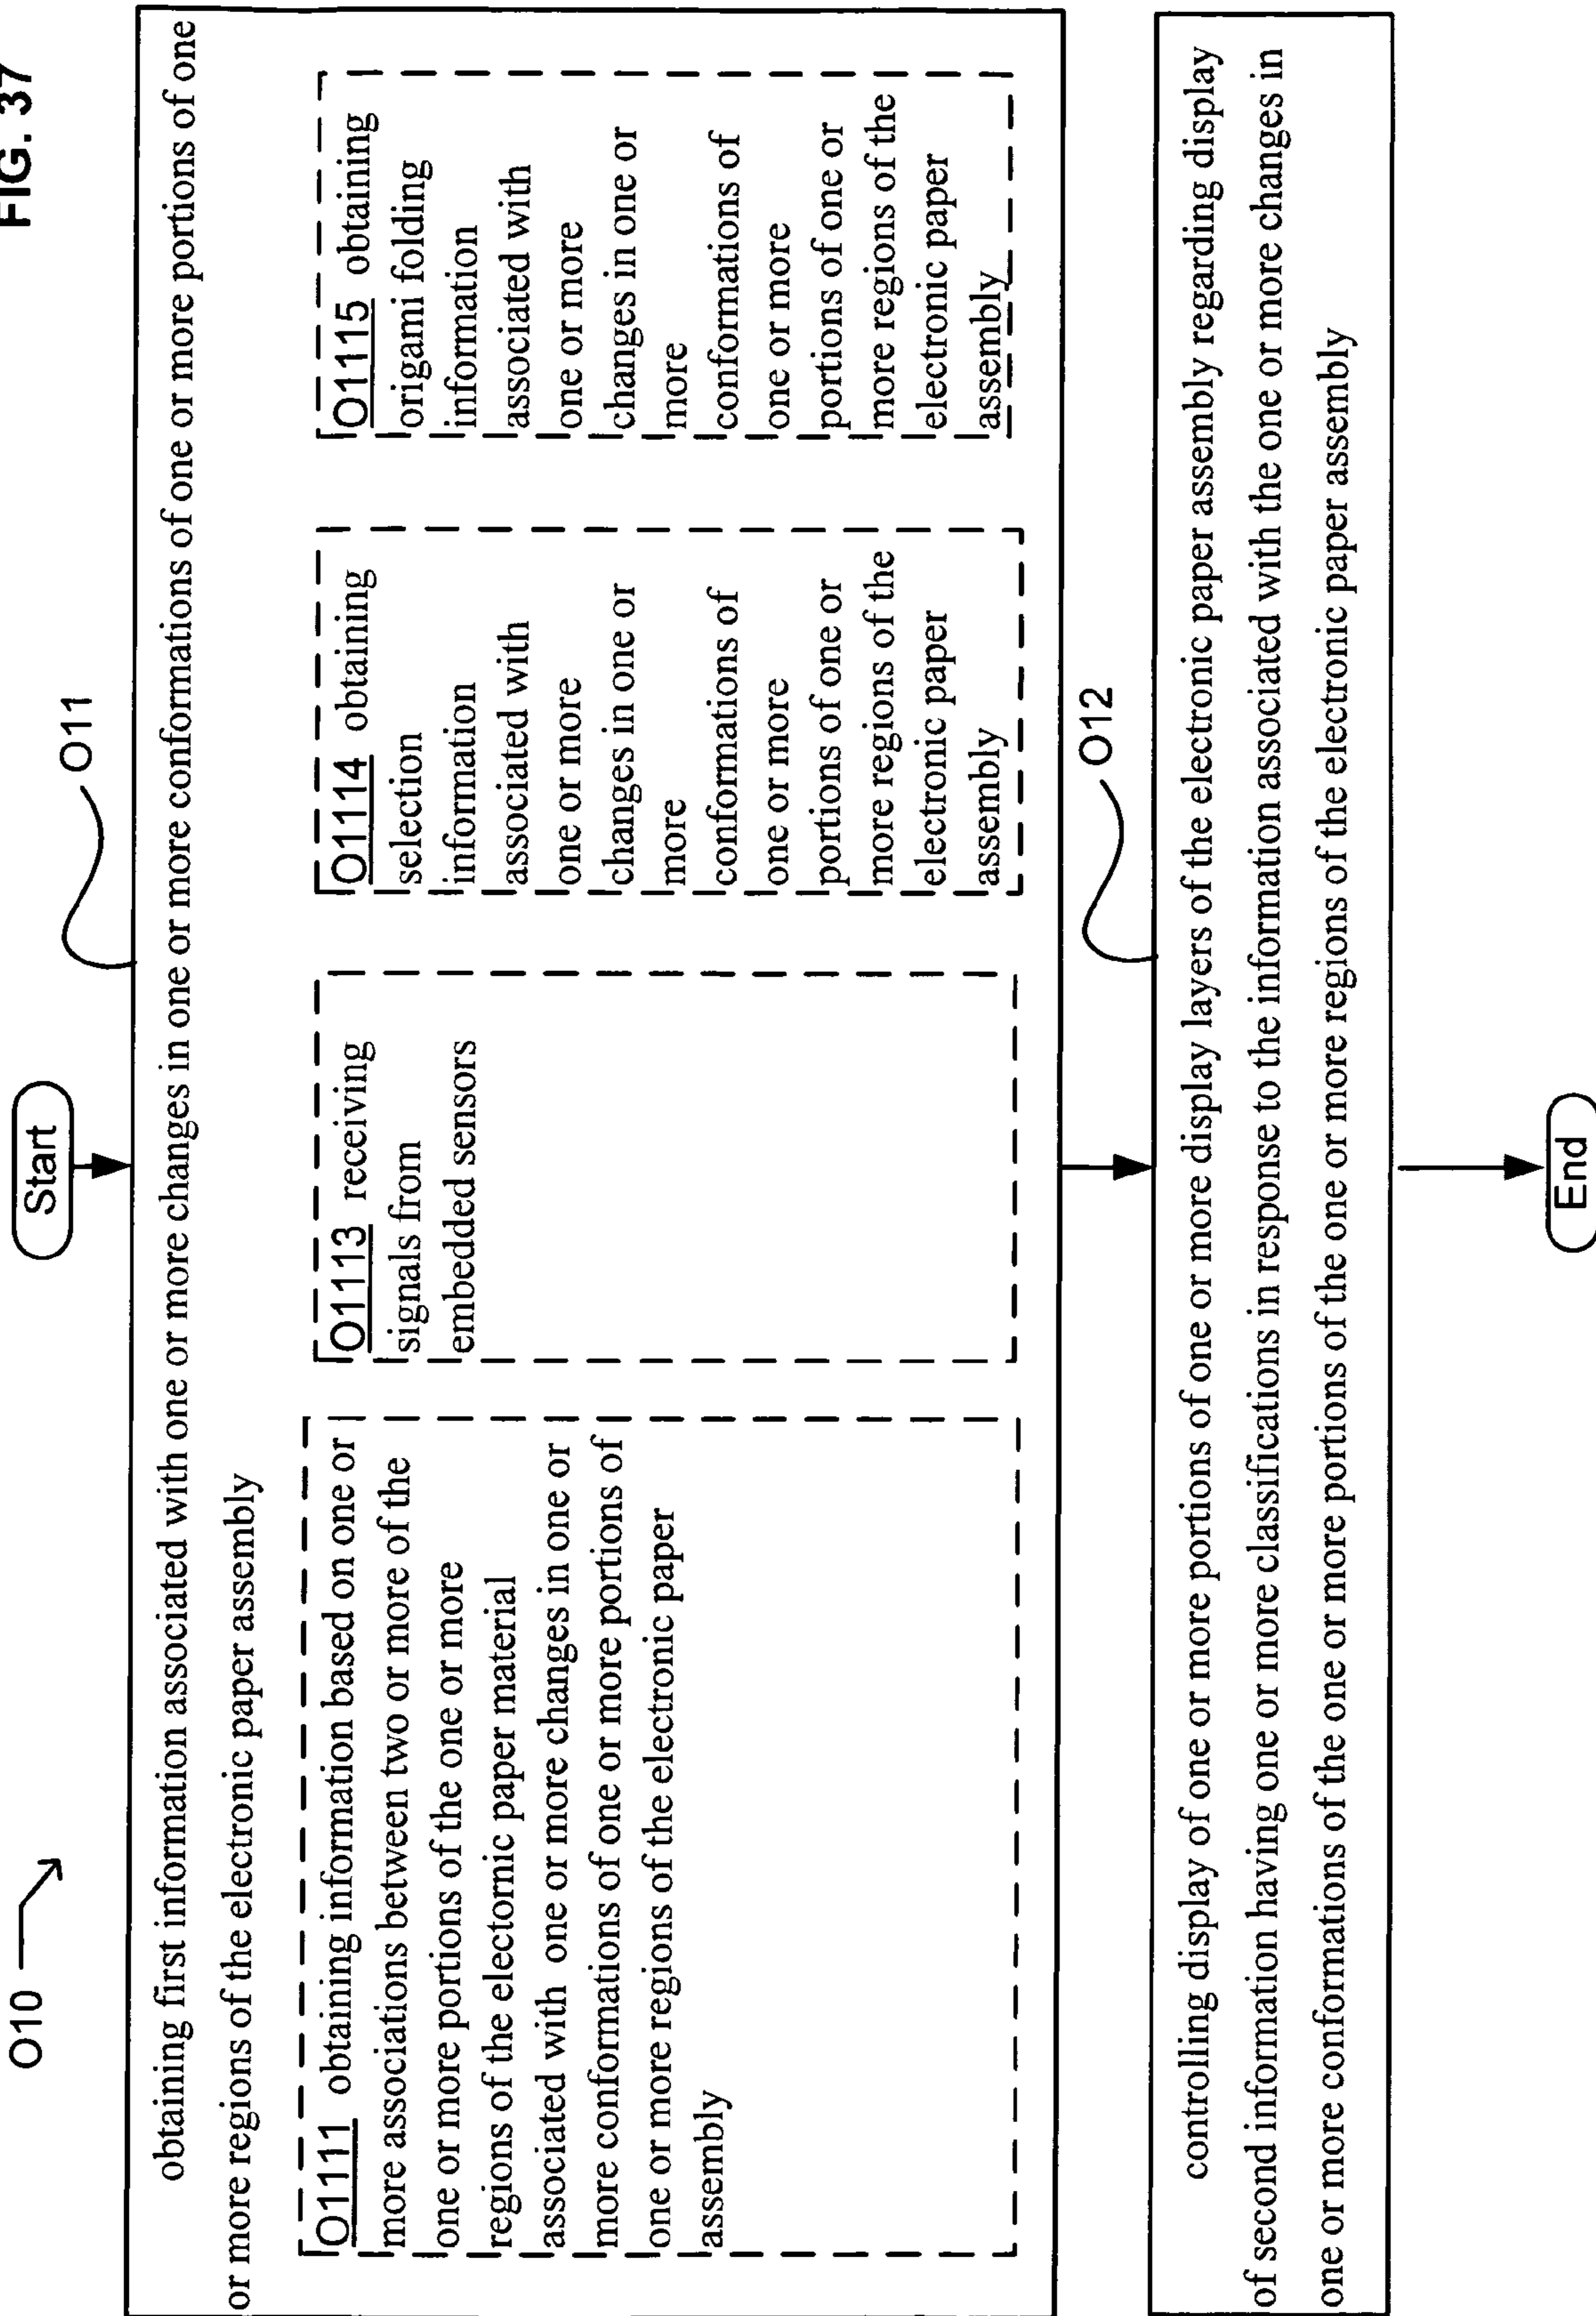 FIG. 37
O10
Start
O11
obtaining first information associated with one or more changes in one or more conformations of one or more portions of one
or more regions of the electronic paper assembly
O1111 obtaining information based on one or
more associations between two or more of the
one or more portions of the one or more
regions of the electornic paper material
associated with one or more changes in one or
more conformations of one or more portions of
one or more regions of the electronic paper
assembly
O1113 receiving
signals from
embedded sensors
O1114 obtaining
selection
information
associated with
one or more
changes in one or
more
conformations of
one or more
portions of one or
more regions of the
electronic paper
assembly
O1115 obtaining
origami folding
information
associated with
one or more
changes in one or
more
conformations of
one or more
portions of one or
more regions of the
electronic paper
assembly
O12
controlling display of one or more portions of one or more display layers of the electronic paper assembly regarding display
of second information having one or more classifications in response to the information associated with the one or more changes in
one or more conformations of the one or more portions of the one or more regions of the electronic paper assembly
End